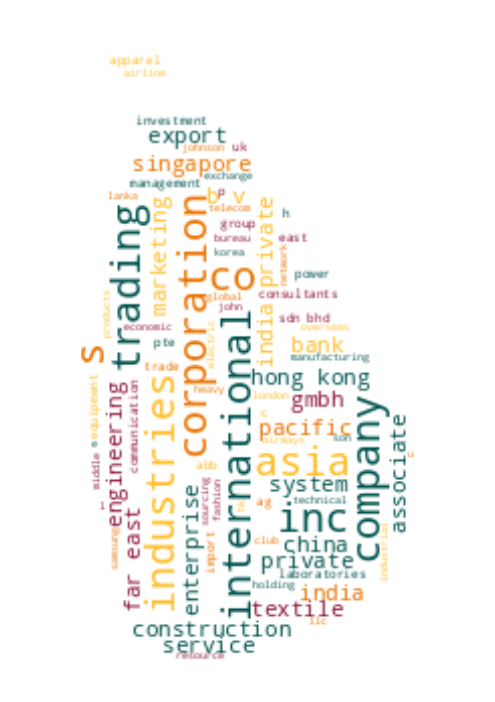 apparel
airline
investment
export
johnson
uk
singapore
exchange
management
lanka
p
b v
telecom
h
trading
marketing
corporation
india private
group
bureau
east
korea
network
co
power
global
consultants
john
products
economic
sdn bhd
overseas
pte
electric
bank
s
manufacturing
trade
international
hong kong
heavy
london
gmbh
equipment
engineering
communication
industries
c
pacific
company
airways
son
associate
middle e
abb
asia
c
system
sourcing
fashion
technical
l
ag
inc
samsung
far east
enterprise
import
club
china
private
industrial
laboratories
holding
india
textile
llc
construction
service
resource